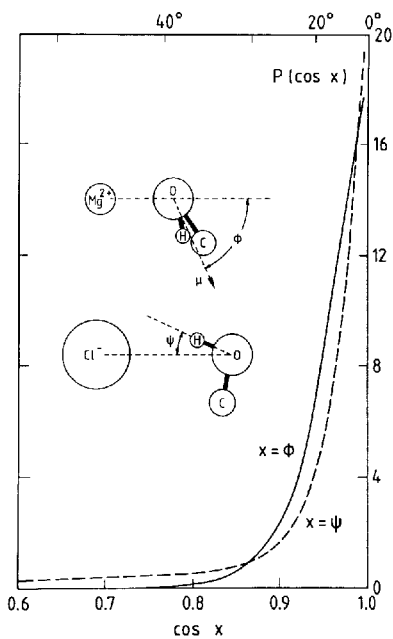 40° 20° 0°
20
P(cos x)
16
Mg2+ O
H C
Φ
μ
12
ψ H
Cl- O
8
C
x=Φ
4
x=ψ
0
0.6 0.7 0.8 0.9 1.0
cos x